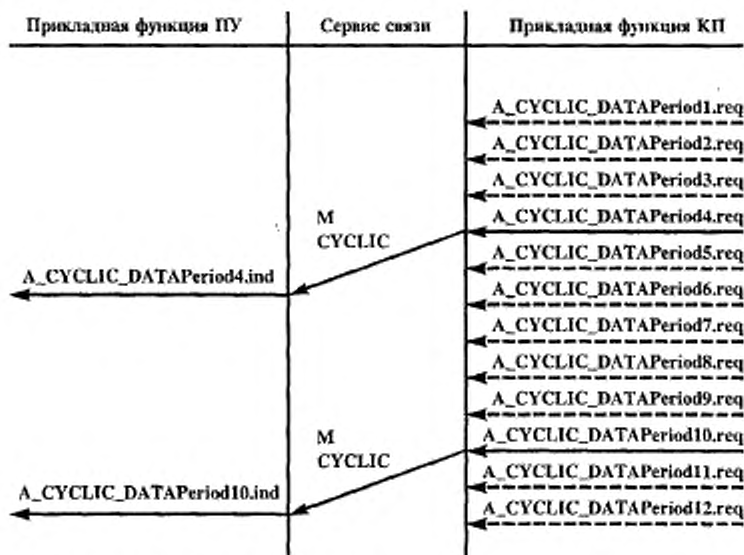 Прикладная функция ПУ
Сервис связи
Прикладная функция КП
A_CYCLIC_DATAPeriod1.req
A_CYCLIC_DATAPeriod2.req
A_CYCLIC_DATAPeriod3.req
A_CYCLIC_DATAPeriod4.req
M
CYCLIC
A_CYCLIC_DATAPeriod5.req
A_CYCLIC_DATAPeriod4.ind
A_CYCLIC_DATAPeriod6.req
A_CYCLIC_DATAPeriod7.req
A_CYCLIC_DATAPeriod8.req
A_CYCLIC_DATAPeriod9.req
A_CYCLIC_DATAPeriod10.req
M
CYCLIC
A_CYCLIC_DATAPeriod11.req
A_CYCLIC_DATAPeriod10.ind
A_CYCLIC_DATAPeriod12.req